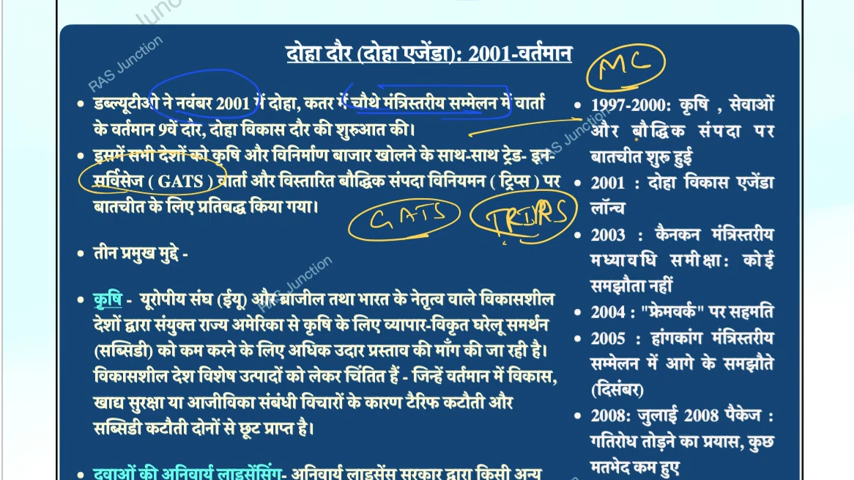 दोहा दौर (दोहा एजेंडा): 2001-वर्तमान
• डब्ल्यूटीओ ने नवंबर 2001 में दोहा, कतर में चौथे मंत्रिस्तरीय सम्मेलन में वार्ता
के वर्तमान 9वें दौर, दोहा विकास दौर की शुरुआत की।
• इसमें सभी देशों को कृषि और विनिर्माण बाजार खोलने के साथ-साथ ट्रेड- इन-
सर्विसेज ( GATS ) वार्ता और विस्तारित बौद्धिक संपदा विनियमन ( ट्रिप्स ) पर
बातचीत के लिए प्रतिबद्ध किया गया।
GATS TRIPRS
• तीन प्रमुख मुद्दे -
• कृषि - यूरोपीय संघ (ईयू) और ब्राजील तथा भारत के नेतृत्व वाले विकासशील
देशों द्वारा संयुक्त राज्य अमेरिका से कृषि के लिए व्यापार-विकृत घरेलू समर्थन
(सब्सिडी) को कम करने के लिए अधिक उदार प्रस्ताव की माँग की जा रही है।
विकासशील देश विशेष उत्पादों को लेकर चिंतित हैं - जिन्हें वर्तमान में विकास,
खाद्य सुरक्षा या आजीविका संबंधी विचारों के कारण टैरिफ कटौती और
सब्सिडी कटौती दोनों से छूट प्राप्त है।
• दवाओं की अनिवार्य लाइसेंसिंग- अनिवार्य लाइसेंस सरकार द्वारा किसी अन्य
MC
• 1997-2000: कृषि , सेवाओं
और बौद्धिक संपदा पर
बातचीत शुरू हुई
• 2001 : दोहा विकास एजेंडा
लॉन्च
• 2003 : कैनकन मंत्रिस्तरीय
मध्यावधि समीक्षा: कोई
समझौता नहीं
• 2004 : "फ्रेमवर्क" पर सहमति
• 2005 : हांगकांग मंत्रिस्तरीय
सम्मेलन में आगे के समझौते
(दिसंबर)
• 2008: जुलाई 2008 पैकेज :
गतिरोध तोड़ने का प्रयास, कुछ
मतभेद कम हुए
RAS Junction
RAS Junction
RAS Junction